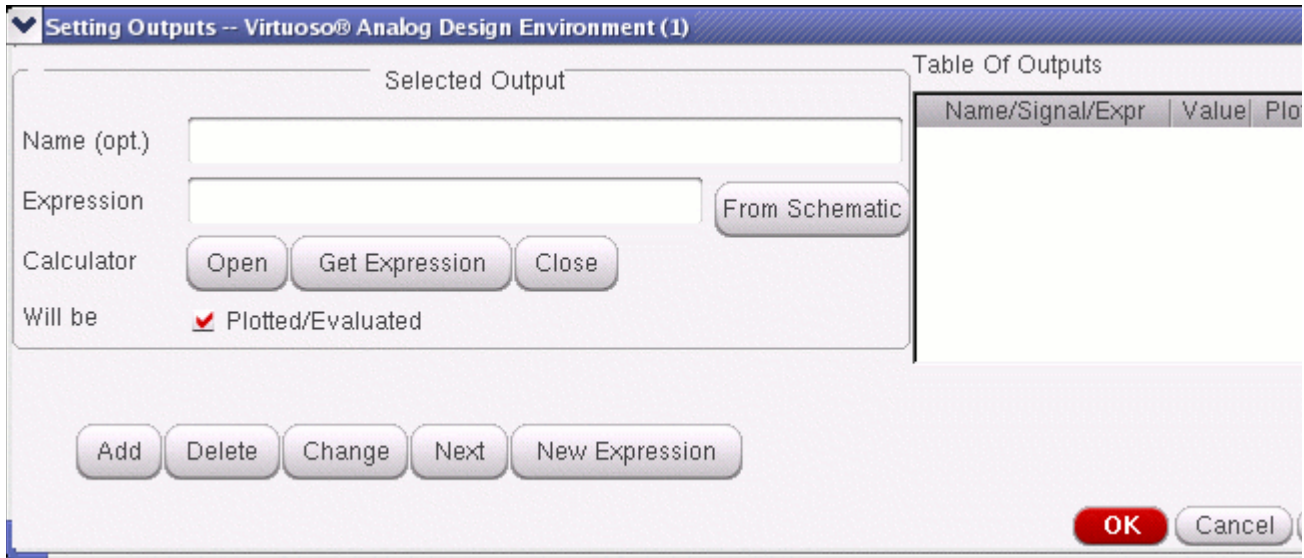 Setting Outputs -- Virtuoso® Analog Design Environment (1)
Selected Output
Name (opt.)
Expression
From Schematic
Calculator
Open
Get Expression
Close
Will be
Plotted/Evaluated
Table Of Outputs
Name/Signal/Expr
Value
Plot
Add
Delete
Change
Next
New Expression
OK
Cancel